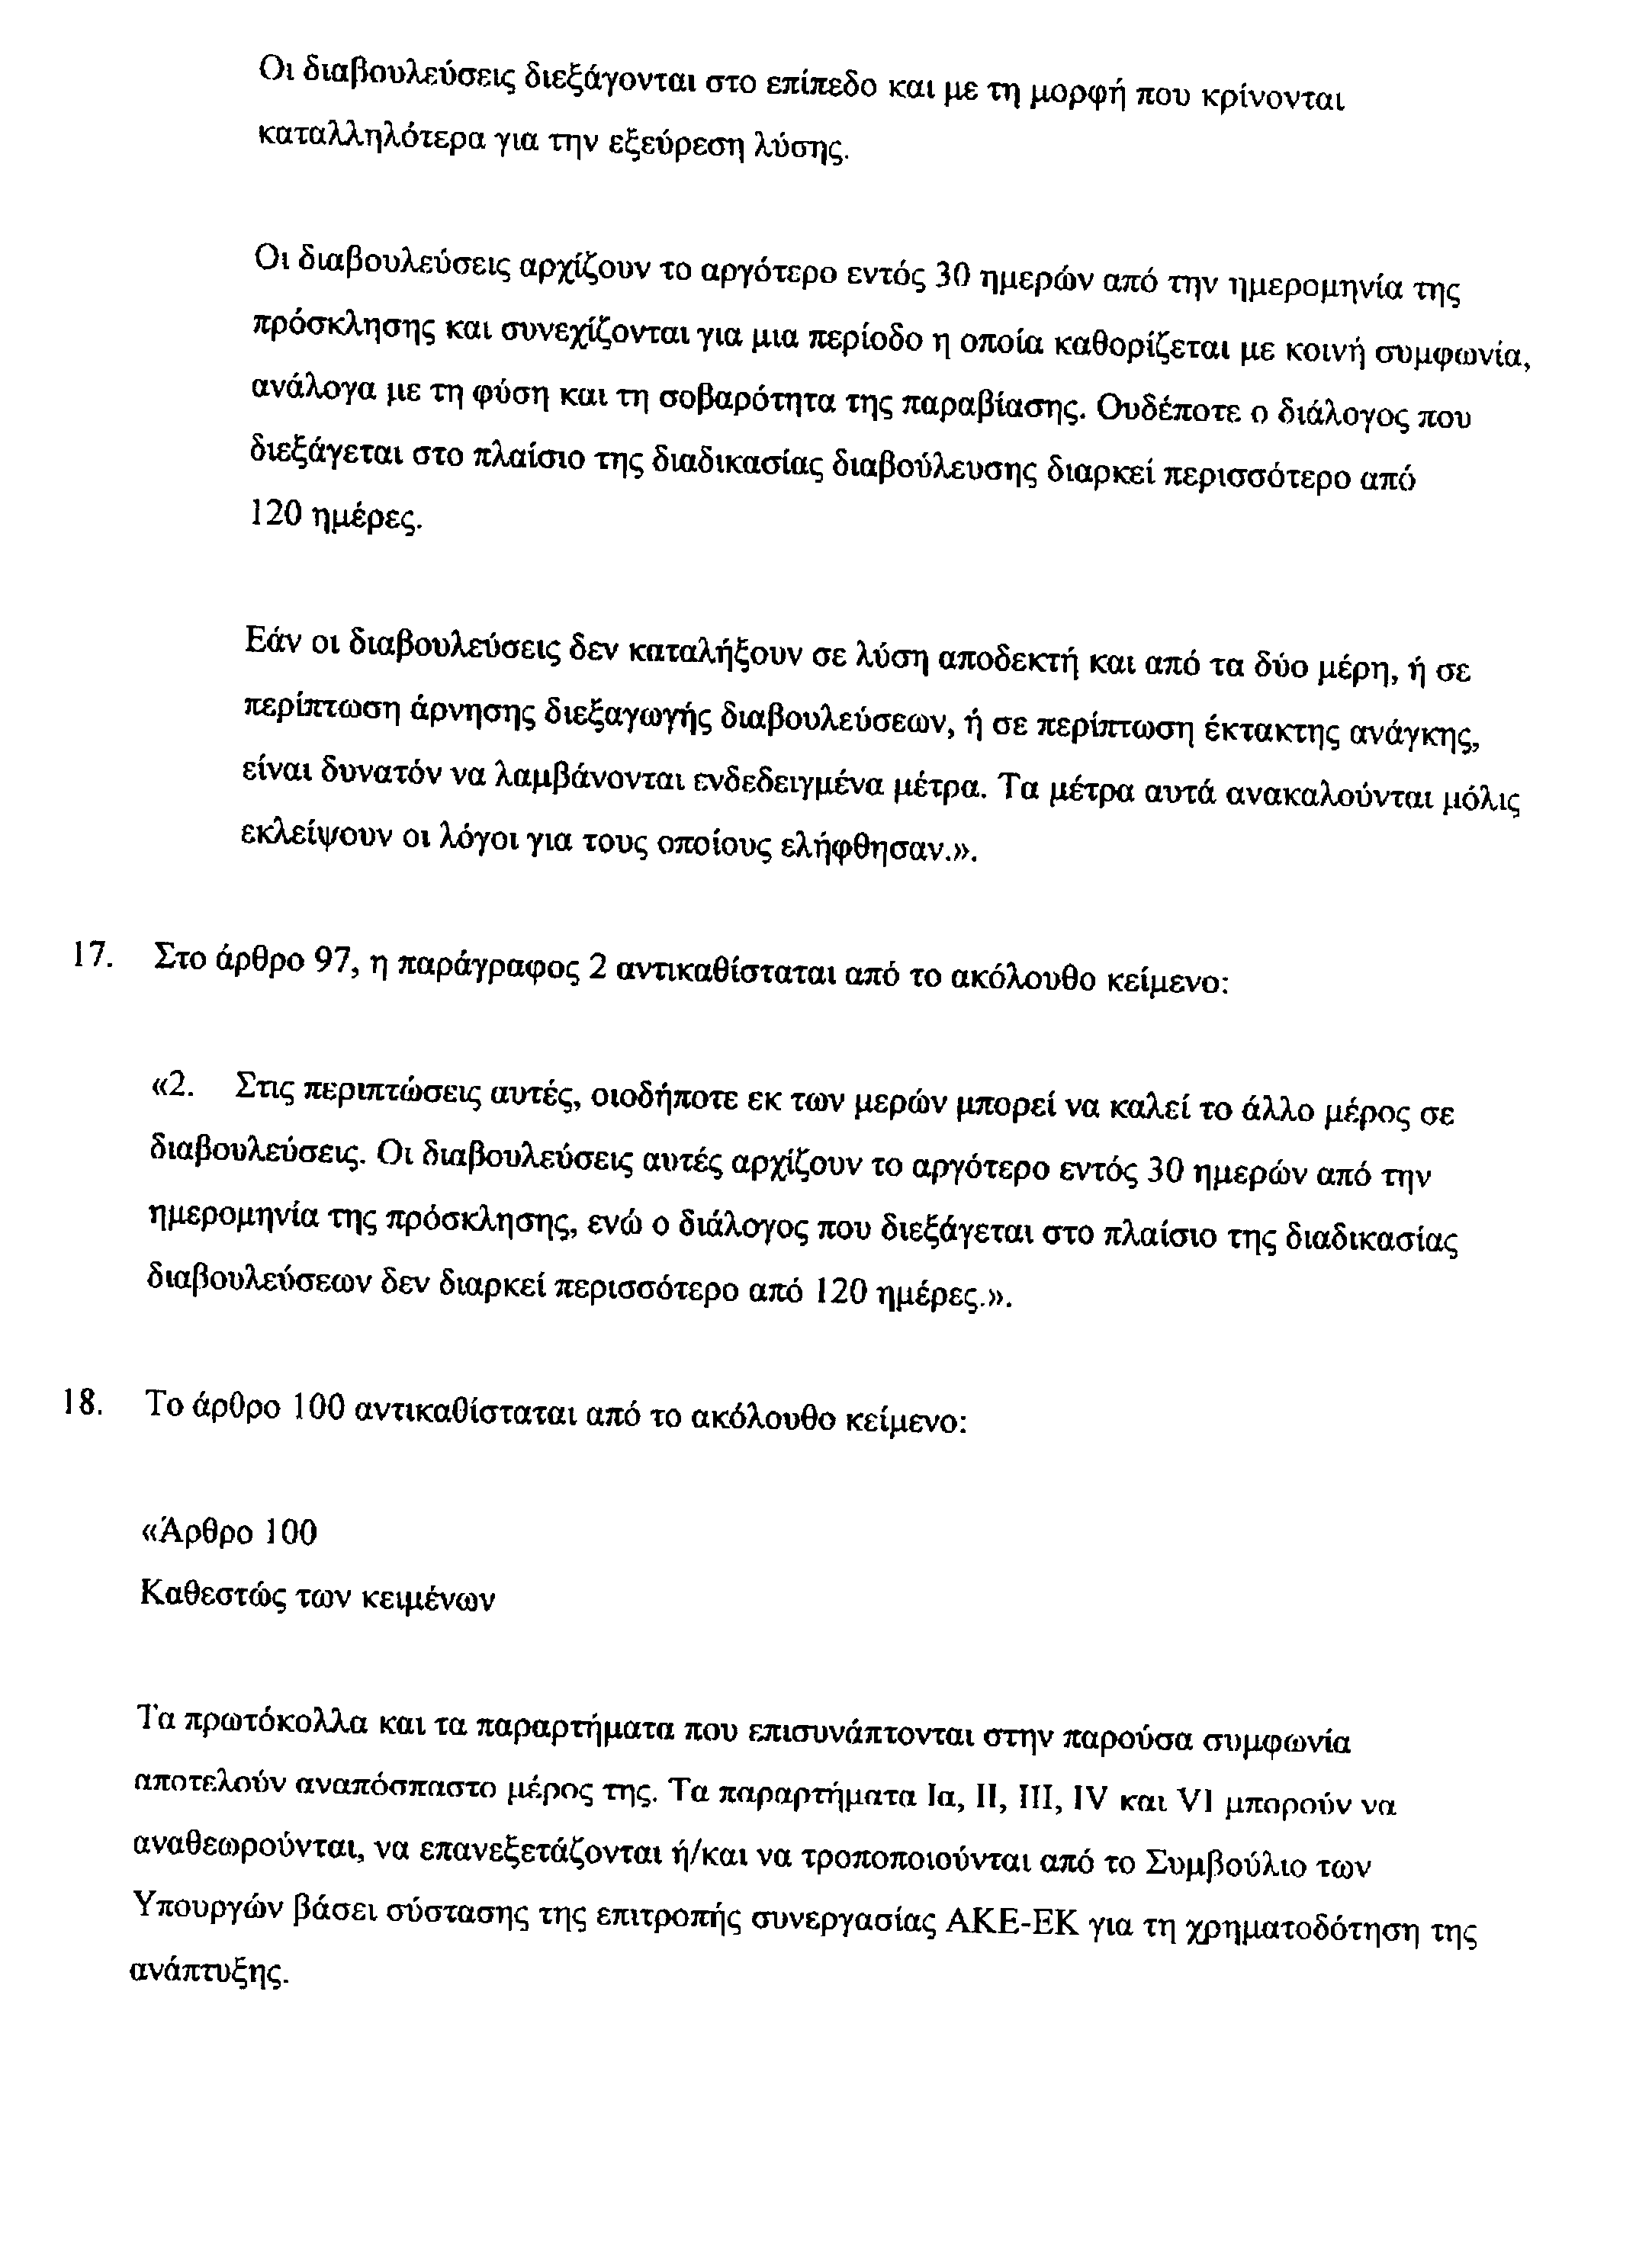 Οι διαβουλεύσεις διεξάγονται στο επίπεδο και με τη μορφή που κρίνονται
καταλληλότερα για την εξεύρεση λύσης.
Οι διαβουλεύσεις αρχίζουν το αργότερο εντός 30 ημερών από την ημερομηνία της
πρόσκλησης και συνεχίζονται για μια περίοδο η οποία καθορίζεται με κοινή συμφωνία,
ανάλογα με τη φύση και τη σοβαρότητα της παραβίασης. Ουδέποτε ο διάλογος που
διεξάγεται στο πλαίσιο της διαδικασίας διαβούλευσης διαρκεί περισσότερο από
120 ημέρες.
Εάν οι διαβουλεύσεις δεν καταλήξουν σε λύση αποδεκτή και από τα δύο μέρη, ή σε
περίπτωση άρνησης διεξαγωγής διαβουλεύσεων, ή σε περίπτωση έκτακτης ανάγκης,
είναι δυνατόν να λαμβάνονται ενδεδειγμένα μέτρα. Τα μέτρα αυτά ανακαλούνται μόλις
εκλείψουν οι λόγοι για τους οποίους ελήφθησαν.».
17. Στο άρθρο 97, η παράγραφος 2 αντικαθίσταται από το ακόλουθο κείμενο:
«2. Στις περιπτώσεις αυτές, οιοδήποτε εκ των μερών μπορεί να καλεί το άλλο μέρος σε
διαβουλεύσεις. Οι διαβουλεύσεις αυτές αρχίζουν το αργότερο εντός 30 ημερών από την
ημερομηνία της πρόσκλησης, ενώ ο διάλογος που διεξάγεται στο πλαίσιο της διαδικασίας
διαβουλεύσεων δεν διαρκεί περισσότερο από 120 ημέρες.».
18. Το άρθρο 100 αντικαθίσταται από το ακόλουθο κείμενο:
«Άρθρο 100
Καθεστώς των κειμένων
Τα πρωτόκολλα και τα παραρτήματα που επισυνάπτονται στην παρούσα συμφωνία
αποτελούν αναπόσπαστο μέρος της. Τα παραρτήματα Iα, II, III, IV και VI μπορούν να
αναθεωρούνται, να επανεξετάζονται ή/και να τροποποιούνται από το Συμβούλιο των
Υπουργών βάσει σύστασης της επιτροπής συνεργασίας ΑΚΕ-ΕΚ για τη χρηματοδότηση της
ανάπτυξης.